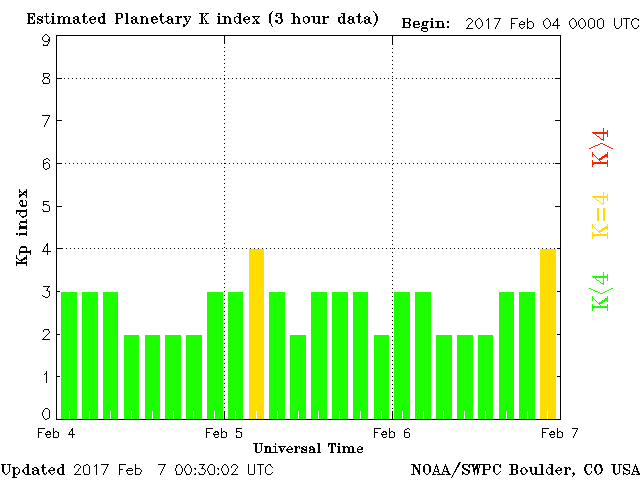 Estimated Planetary K index (3 hour data) Begin: 2017 Feb 04 0000 UTC
9
8
7
6
5
4
3
2
1
0
Kp index
K>4
K=4
K<4
Feb 4 Feb 5 Feb 6 Feb 7
Universal Time
Updated 2017 Feb 7 00:30:02 UTC NOAA/SWPC Boulder, CO USA